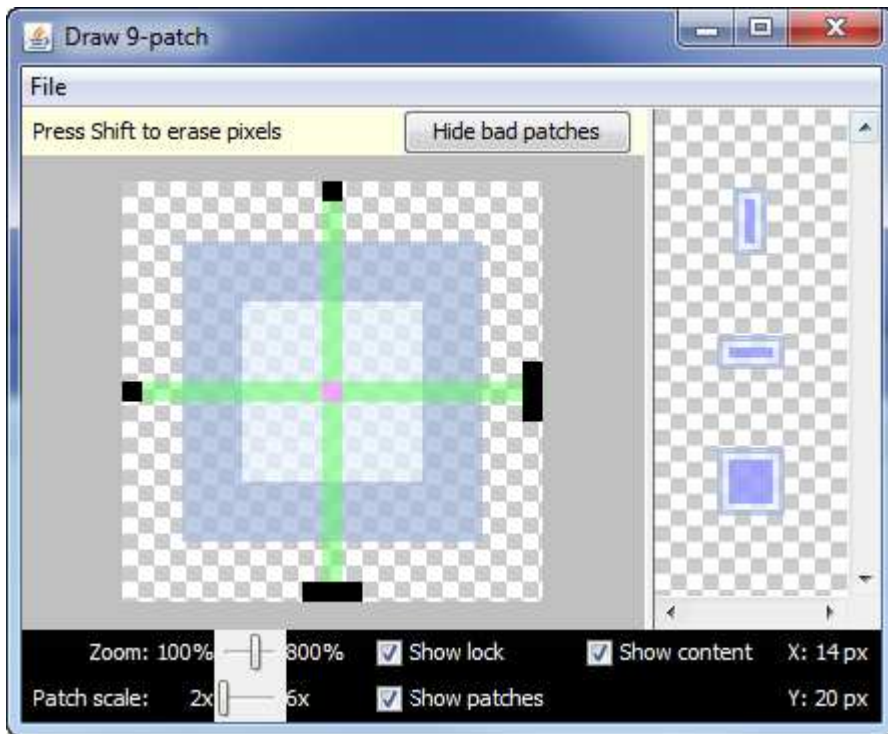 Draw 9-patch
File
Press Shift to erase pixels Hide bad patches
Zoom: 100% 800% Show lock Show content X: 14 px
Patch scale: 2x 6x Show patches Y: 20 px